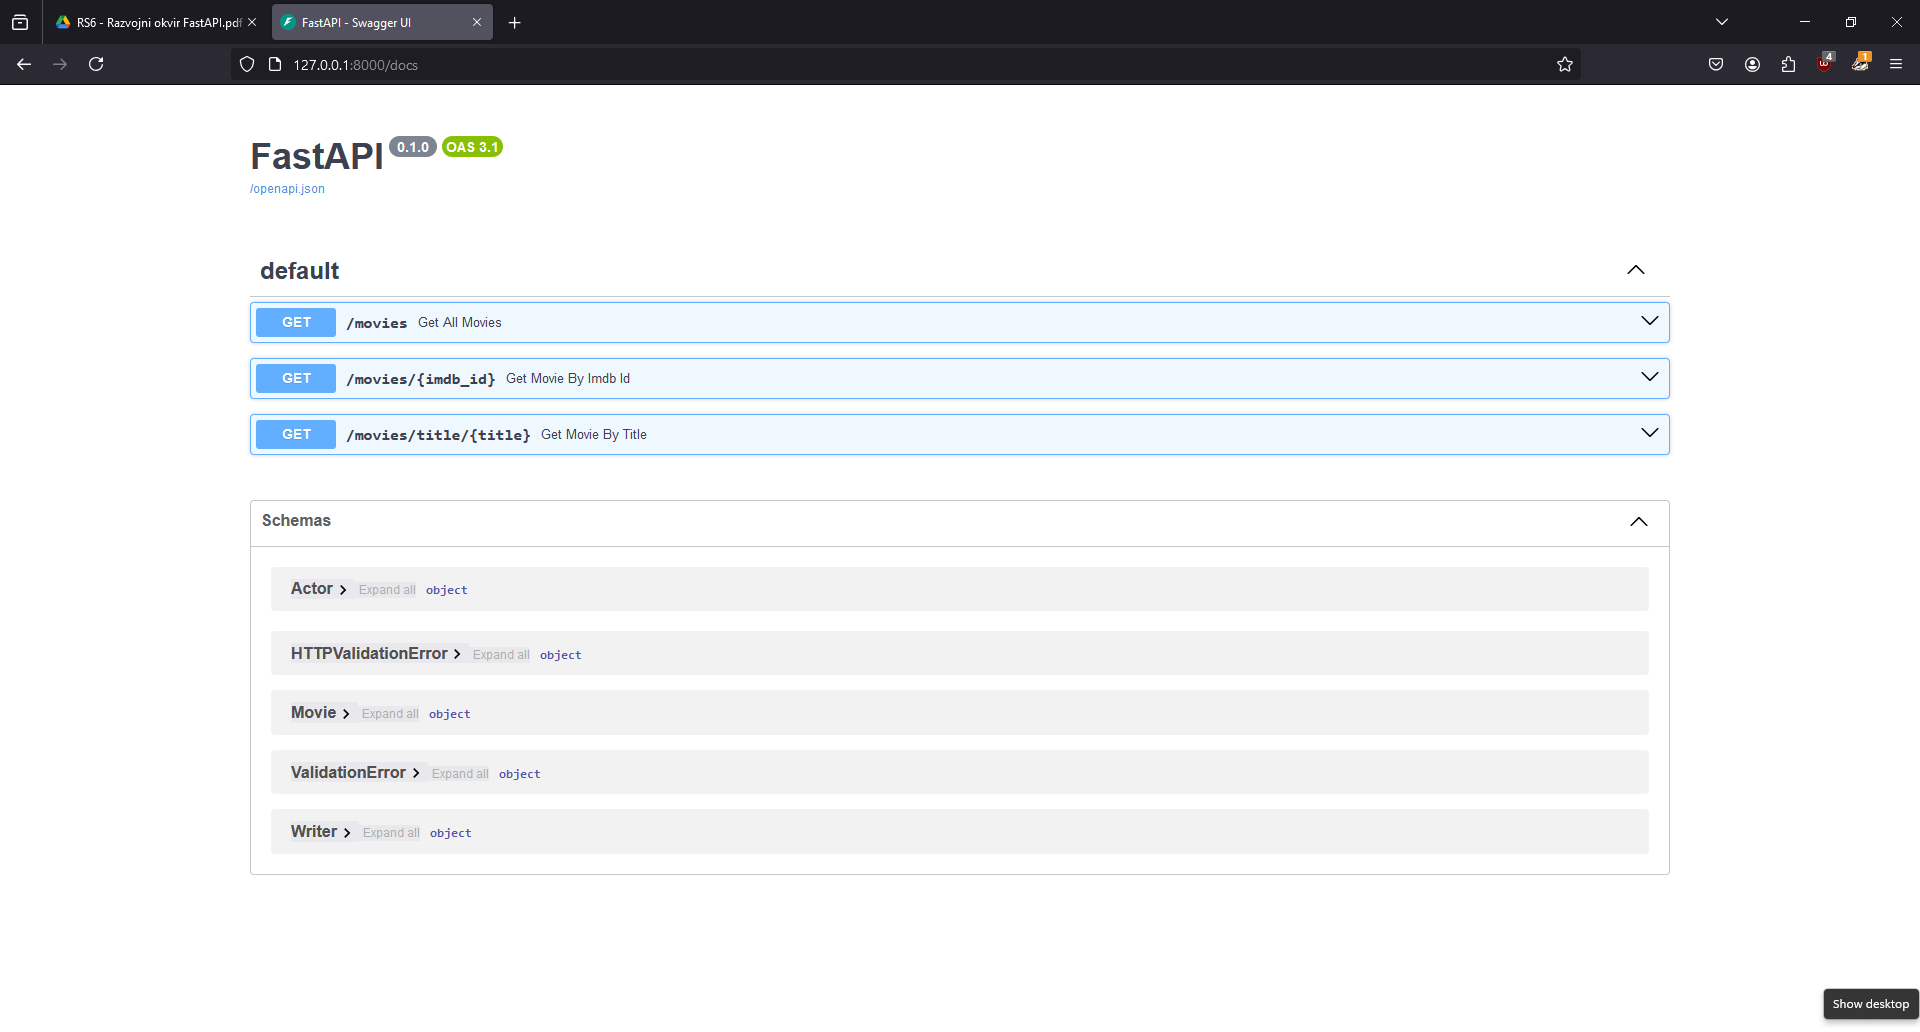 RS6 - Razvojni okvir FastAPI.pdf
FastAPI - Swagger UI
127.0.0.1:8000/docs
4
1
FastAPI 0.1.0 OAS 3.1
/openapi.json
default
GET /movies Get All Movies
GET /movies/{imdb_id} Get Movie By Imdb Id
GET /movies/title/{title} Get Movie By Title
Schemas
Actor Expand all object
HTTPValidationError Expand all object
Movie Expand all object
ValidationError Expand all object
Writer Expand all object
Show desktop